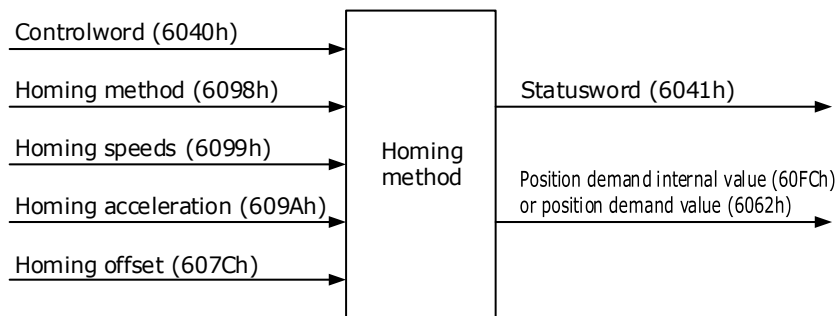 Controlword (6040h)
Homing method (6098h)
Homing speeds (6099h)
Homing acceleration (609Ah)
Homing offset (607Ch)
Homing
method
Statusword (6041h)
Position demand internal value (60FCh)
or position demand value (6062h)